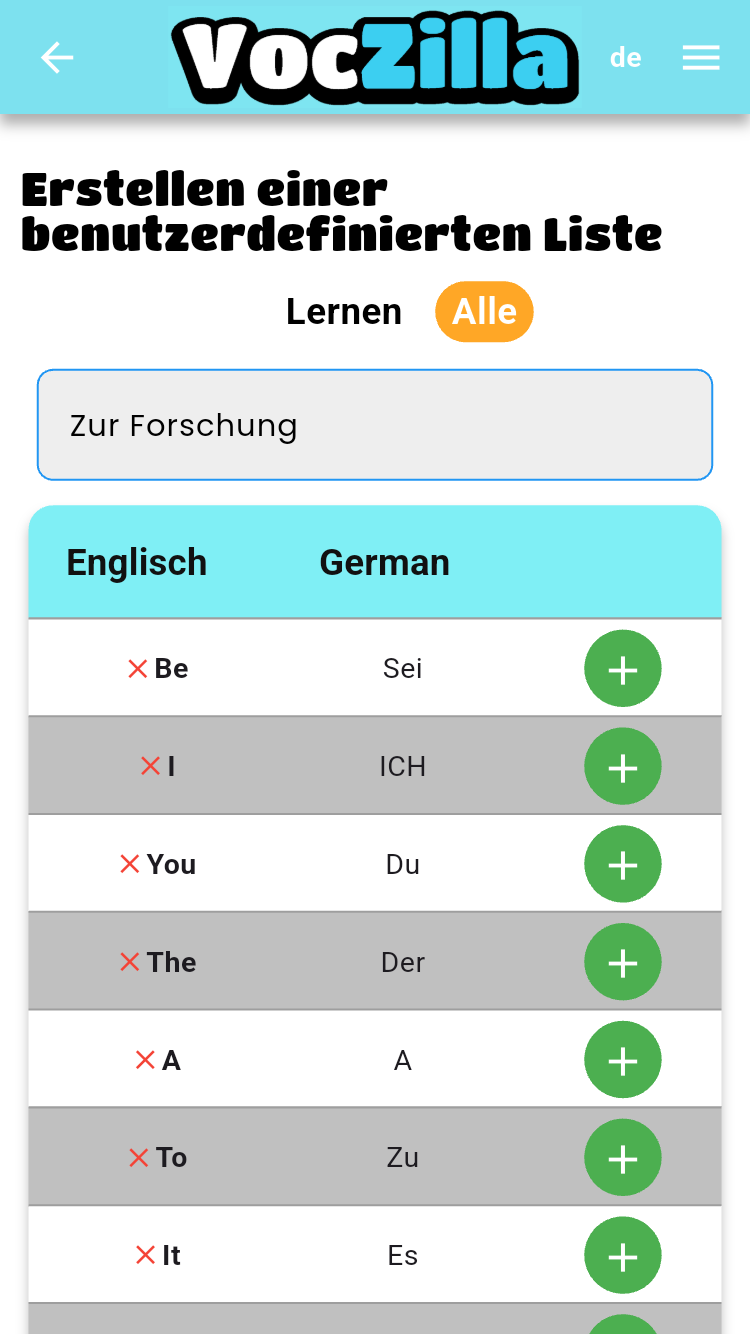 VocZilla
de
Erstellen einer
benutzerdefinierten Liste
Lernen Alle
Zur Forschung
Englisch German
Be Sei
I ICH
You Du
The Der
A A
To Zu
It Es